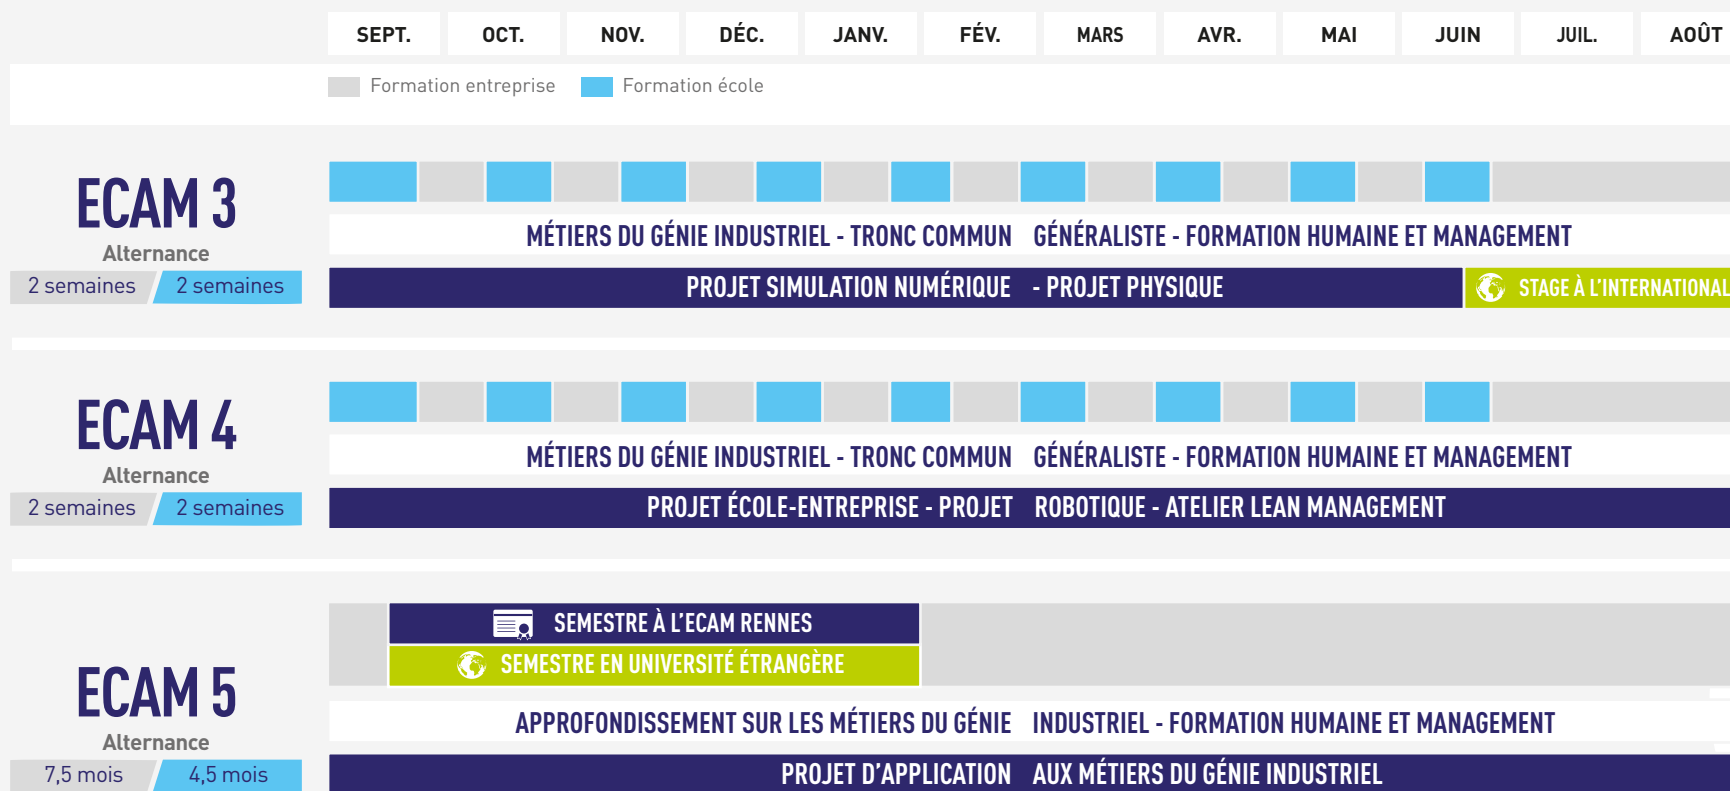 SEPT. OCT. NOV. DÉC. JANV. FÉV. MARS AVR. MAI JUIN JUIL. AOÛT
Formation entreprise Formation école
ECAM 3
Alternance
2 semaines 2 semaines
MÉTIERS DU GÉNIE INDUSTRIEL - TRONC COMMUN GÉNÉRALISTE - FORMATION HUMAINE ET MANAGEMENT
PROJET SIMULATION NUMÉRIQUE - PROJET PHYSIQUE
STAGE À L'INTERNATIONAL
ECAM 4
Alternance
2 semaines 2 semaines
MÉTIERS DU GÉNIE INDUSTRIEL - TRONC COMMUN GÉNÉRALISTE - FORMATION HUMAINE ET MANAGEMENT
PROJET ÉCOLE-ENTREPRISE - PROJET ROBOTIQUE - ATELIER LEAN MANAGEMENT
ECAM 5
Alternance
7,5 mois 4,5 mois
SEMESTRE À L'ECAM RENNES
SEMESTRE EN UNIVERSITÉ ÉTRANGÈRE
APPROFONDISSEMENT SUR LES MÉTIERS DU GÉNIE INDUSTRIEL - FORMATION HUMAINE ET MANAGEMENT
PROJET D'APPLICATION AUX MÉTIERS DU GÉNIE INDUSTRIEL